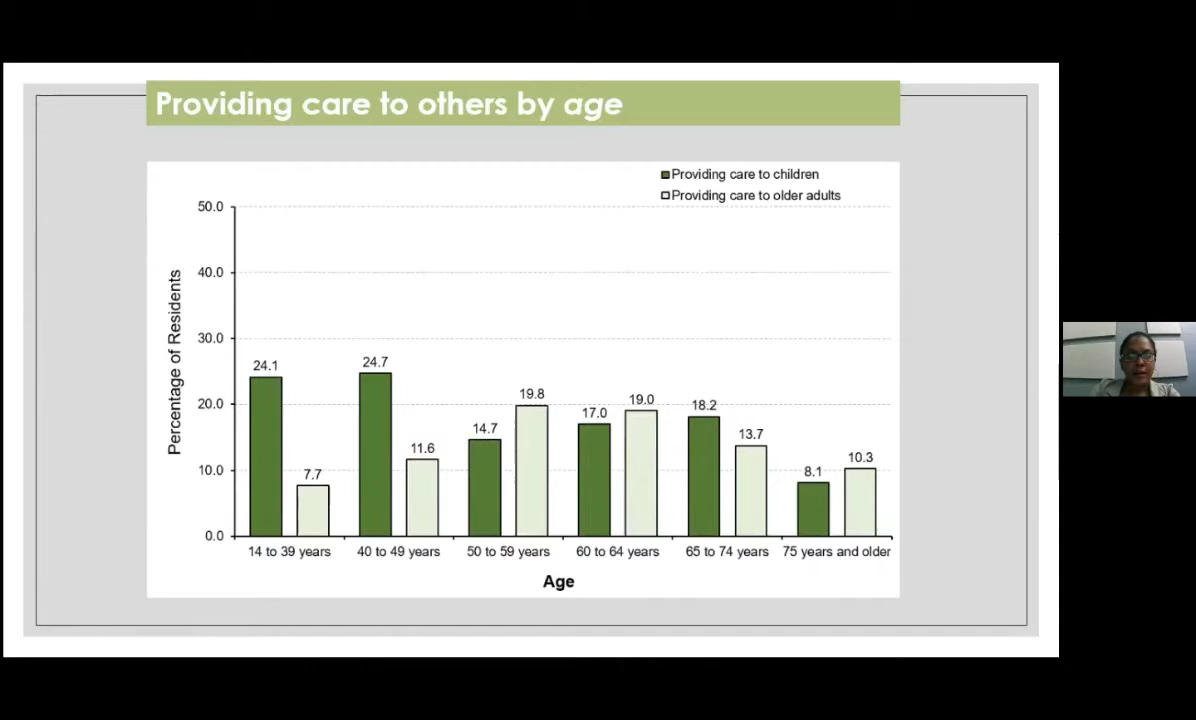 Providing care to others by age
Providing care to children
Providing care to older adults
50.0
40.0
30.0
20.0
10.0
0.0
Percentage of Residents
24.1
7.7
24.7
11.6
14.7
19.8
17.0
19.0
18.2
13.7
8.1
10.3
14 to 39 years
40 to 49 years
50 to 59 years
60 to 64 years
65 to 74 years
75 years and older
Age